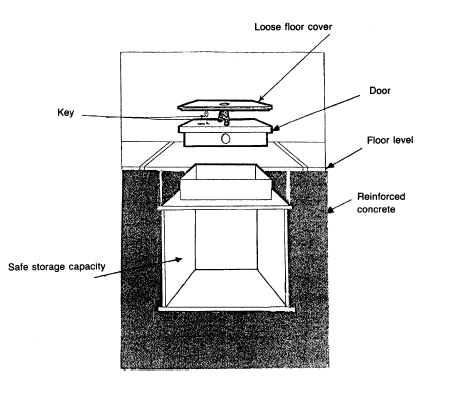 Loose floor cover
Key
Door
Floor level
Reinforced
concrete
Safe storage capacity